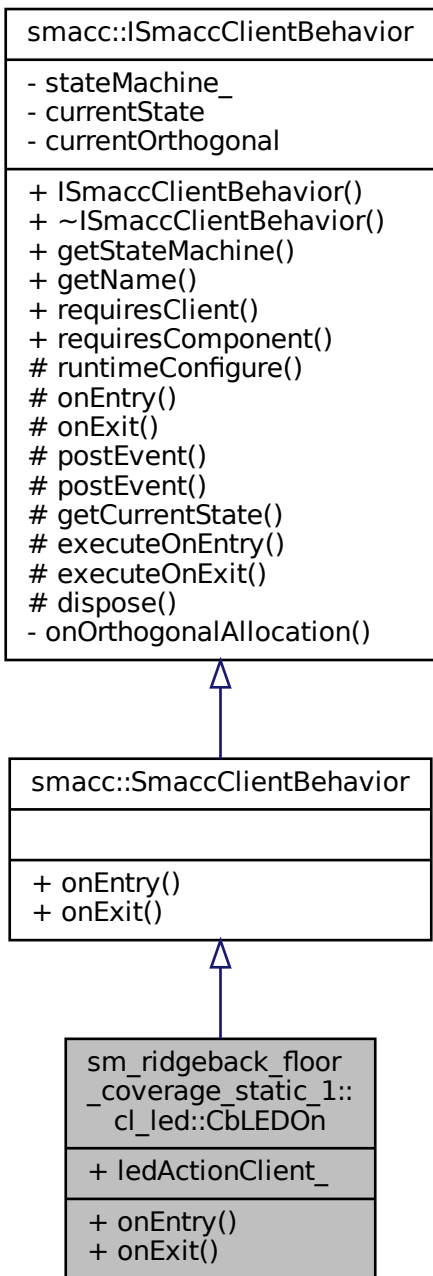 smacc::ISmaccClientBehavior
- stateMachine_
- currentState
- currentOrthogonal
+ ISmaccClientBehavior()
+ ~ISmaccClientBehavior()
+ getStateMachine()
+ getName()
+ requiresClient()
+ requiresComponent()
# runtimeConfigure()
# onEntry()
# onExit()
# postEvent()
# postEvent()
# getCurrentState()
# executeOnEntry()
# executeOnExit()
# dispose()
- onOrthogonalAllocation()
smacc::SmaccClientBehavior
+ onEntry()
+ onExit()
sm_ridgeback_floor
_coverage_static_1::
cl_led::CbLEDOn
+ ledActionClient_
+ onEntry()
+ onExit()